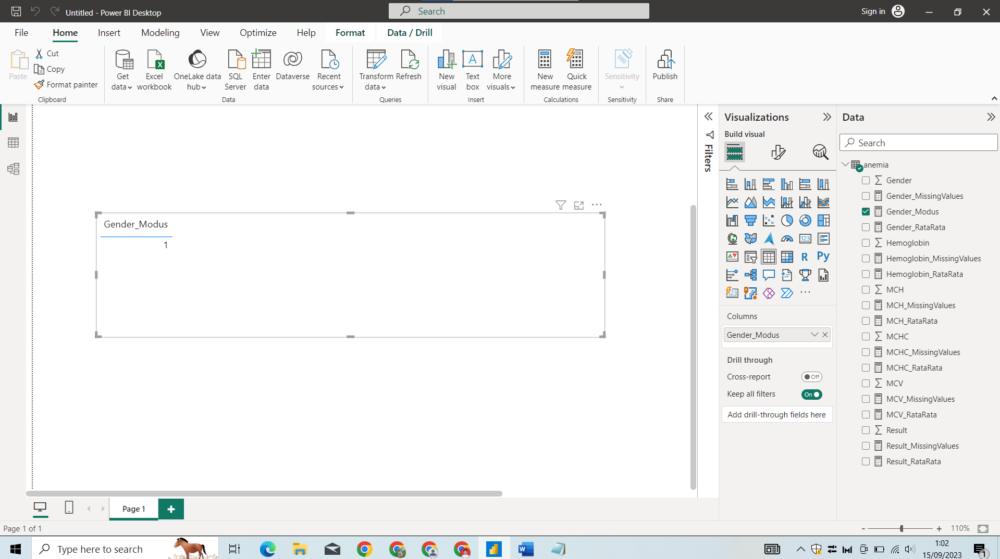 Untitled - Power BI Desktop
Search
Sign in
File Home Insert Modeling View Optimize Help Format Data / Drill
Paste
Cut
Copy
Format painter
Clipboard
Get data
Excel workbook
OneLake data hub
SQL Server
Enter data
Dataverse
Recent sources
Data
Transform data
Refresh
Queries
New visual
Text box
More visuals
Insert
New measure
Quick measure
Calculations
Sensitivity
Sensitivity
Publish
Share
Gender_Modus
1
Filters
Visualizations
Build visual
123
R
Py
123
Columns
Gender_Modus
Drill through
Cross-report
Off
Keep all filters
On
Add drill-through fields here
Data
Search
anemia
Gender
Gender_MissingValues
Gender_Modus
Gender_RataRata
Hemoglobin
Hemoglobin_MissingValues
Hemoglobin_RataRata
MCH
MCH_MissingValues
MCH_RataRata
MCHC
MCHC_MissingValues
MCHC_RataRata
MCV
MCV_MissingValues
MCV_RataRata
Result
Result_MissingValues
Result_RataRata
Page 1
Page 1 of 1
110%
Type here to search
1:02
15/09/2023
1